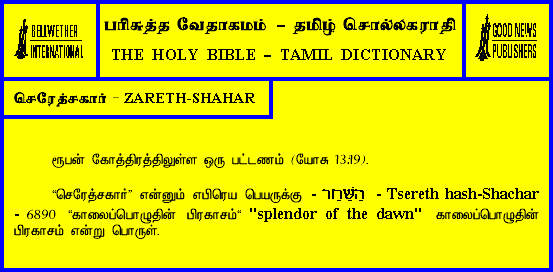 BELLWETHER
INTERNATIONAL
பரிசுத்த வேதாகமம் – தமிழ் சொல்லகராதி
THE HOLY BIBLE – TAMIL DICTIONARY
GOOD NEWS
PUBLISHERS
செரேத்சகார் - ZARETH-SHAHAR
ரூபன் கோத்திரத்திலுள்ள ஒரு பட்டணம் (யோசு 13:19).
“செரேத்சகார்” என்னும் எபிரெய பெயருக்கு - הַשַּׁחַר - Tsereth hash-Shachar
- 6890 “காலைப்பொழுதின் பிரகாசம்“ "splendor of the dawn" காலைப்பொழுதின்
பிரகாசம் என்று பொருள்.